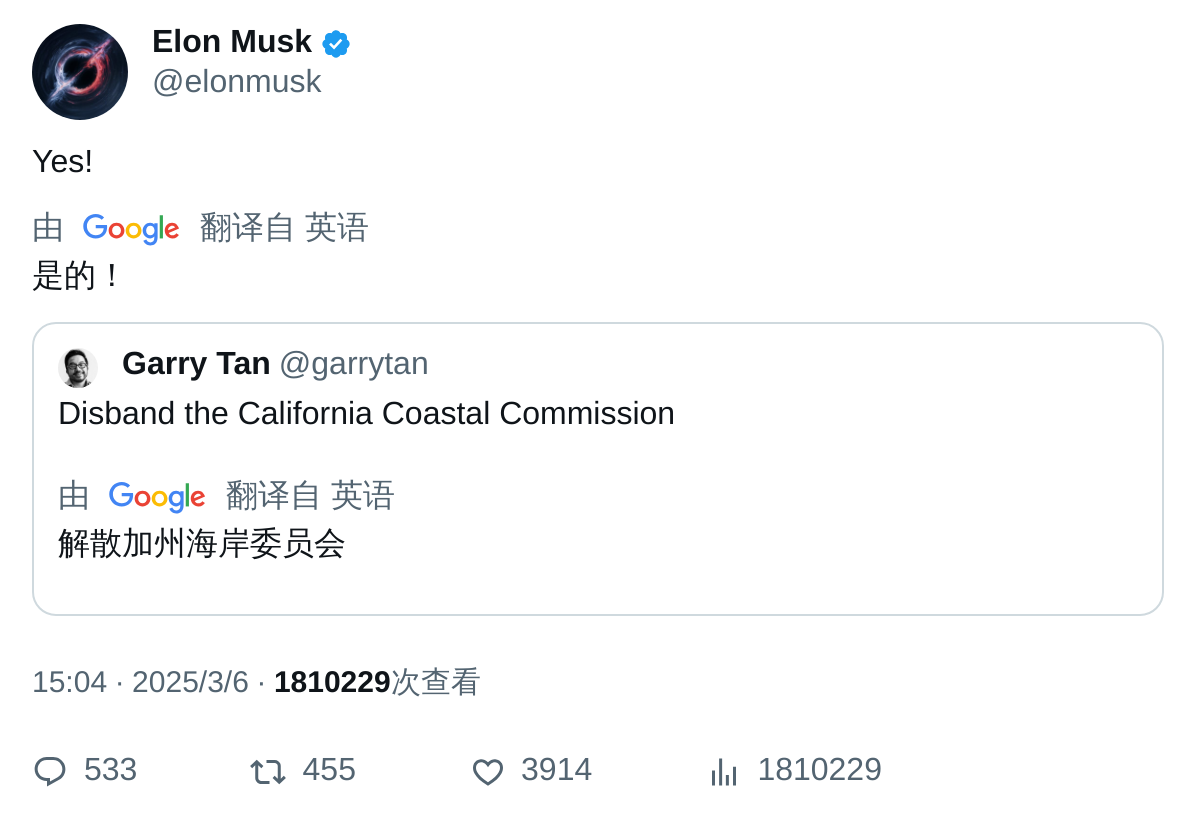 Elon Musk
@elonmusk
Yes!
由 Google 翻译自 英语
是的！
Garry Tan @garrytan
Disband the California Coastal Commission
由 Google 翻译自 英语
解散加州海岸委员会
15:04 · 2025/3/6 · 1810229次查看
533 455 3914 1810229